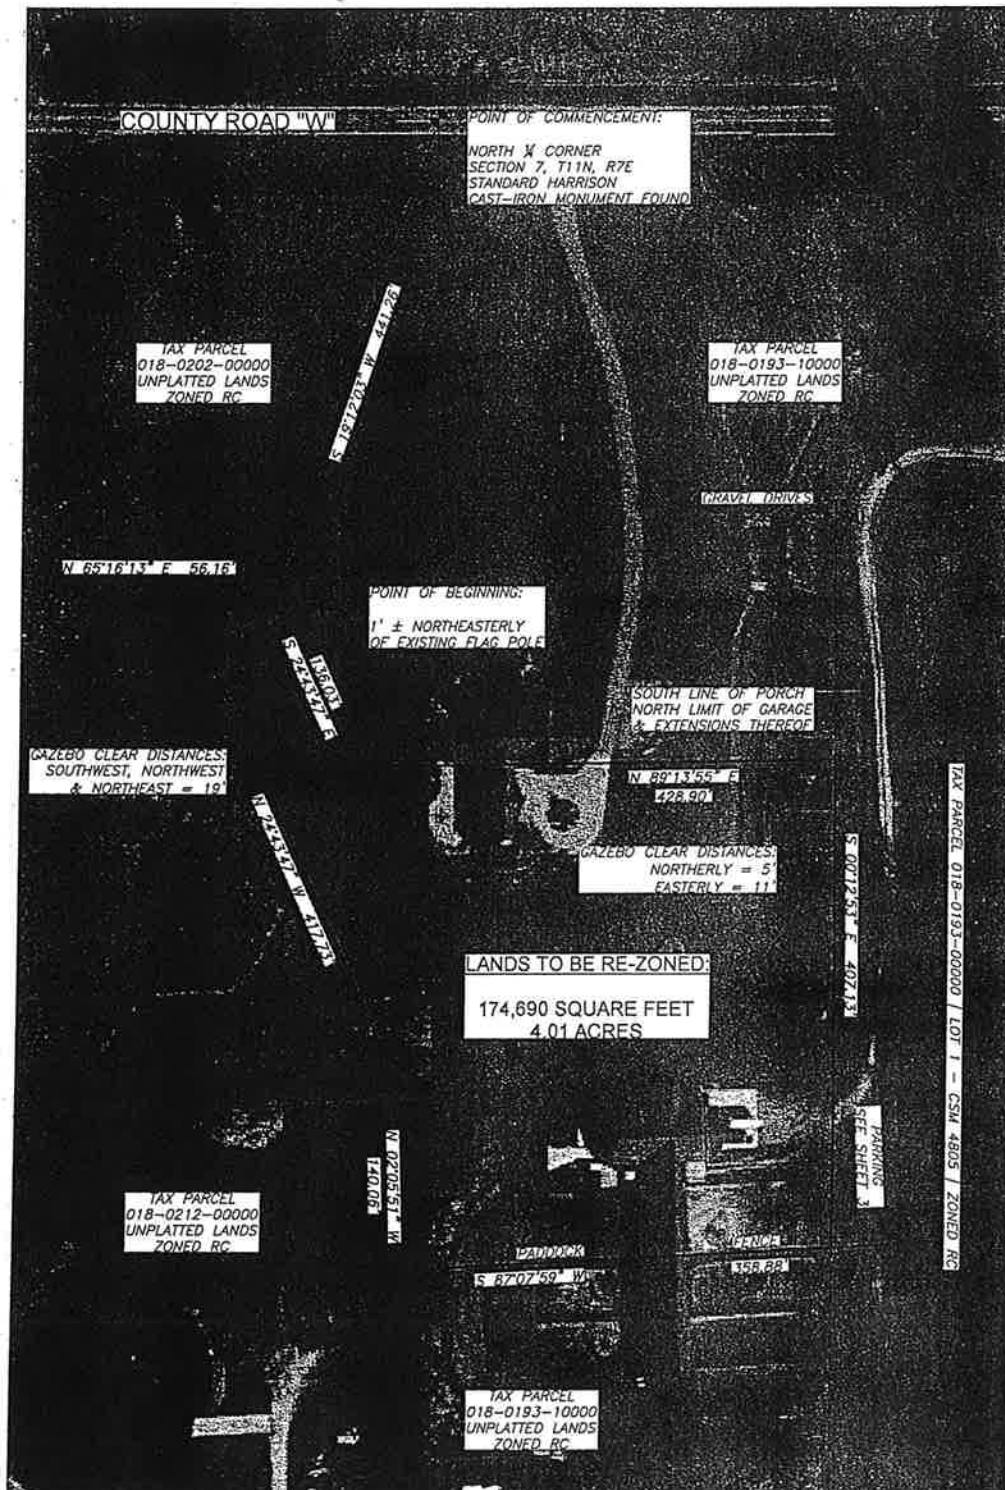 COUNTY ROAD "W"
POINT OF COMMENCEMENT:
NORTH ¼ CORNER
SECTION 7, T11N, R7E
STANDARD HARRISON
CAST-IRON MONUMENT FOUND
S 19°12'03" W 441.26'
TAX PARCEL
018-0202-00000
UNPLATTED LANDS
ZONED RC
TAX PARCEL
018-0193-10000
UNPLATTED LANDS
ZONED RC
GRAVEL DRIVES
N 65°16'13" E 56.16'
POINT OF BEGINNING:
1' ± NORTHEASTERLY
OF EXISTING FLAG POLE
136.03'
S 24°43'47" E
SOUTH LINE OF PORCH
NORTH LIMIT OF GARAGE
& EXTENSIONS THEREOF
GAZEBO CLEAR DISTANCES:
SOUTHWEST, NORTHWEST
& NORTHEAST = 19'
N 89°13'55" E
428.90'
N 24°43'47" W 417.73'
GAZEBO CLEAR DISTANCES:
NORTHERLY = 5'
EASTERLY = 11'
S 00°12'53" E 407.13'
TAX PARCEL 018-0193-00000 | LOT 1 - CSM 4805 | ZONED RC
LANDS TO BE RE-ZONED:
174,690 SQUARE FEET
4.01 ACRES
PARKING
SEE SHEET 3
N 02°05'51" W
140.06'
TAX PARCEL
018-0212-00000
UNPLATTED LANDS
ZONED RC
PADDOCK
FENCE
S 87°07'59" W
358.88'
TAX PARCEL
018-0193-10000
UNPLATTED LANDS
ZONED RC